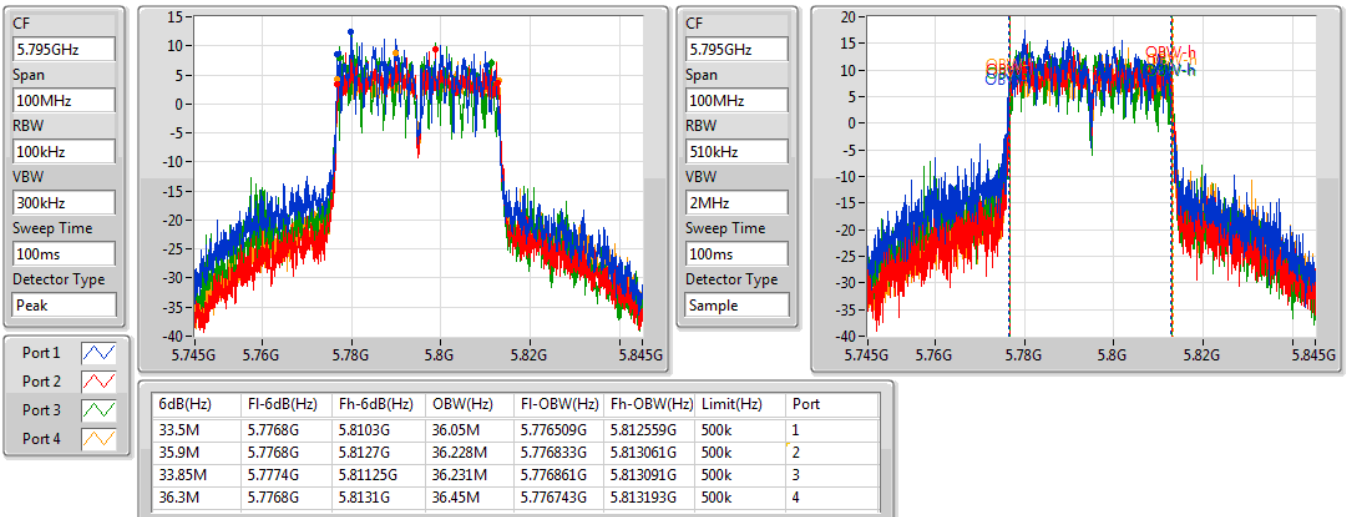 CF
5.795GHz
Span
100MHz
RBW
100kHz
VBW
300kHz
Sweep Time
100ms
Detector Type
Peak
15
10
5
0
-5
-10
-15
-20
-25
-30
-35
-40
5.745G 5.76G 5.78G 5.8G 5.82G 5.845G
CF
5.795GHz
Span
100MHz
RBW
510kHz
VBW
2MHz
Sweep Time
100ms
Detector Type
Sample
20
15
10
5
0
-5
-10
-15
-20
-25
-30
-35
-40
OBW-h
5.745G 5.76G 5.78G 5.8G 5.82G 5.845G
Port 1
Port 2
Port 3
Port 4
6dB(Hz) Fl-6dB(Hz) Fh-6dB(Hz) OBW(Hz) Fl-OBW(Hz) Fh-OBW(Hz) Limit(Hz) Port
33.5M 5.7768G 5.8103G 36.05M 5.776509G 5.812559G 500k 1
35.9M 5.7768G 5.8127G 36.228M 5.776833G 5.813061G 500k 2
33.85M 5.7774G 5.81125G 36.231M 5.776861G 5.813091G 500k 3
36.3M 5.7768G 5.8131G 36.45M 5.776743G 5.813193G 500k 4